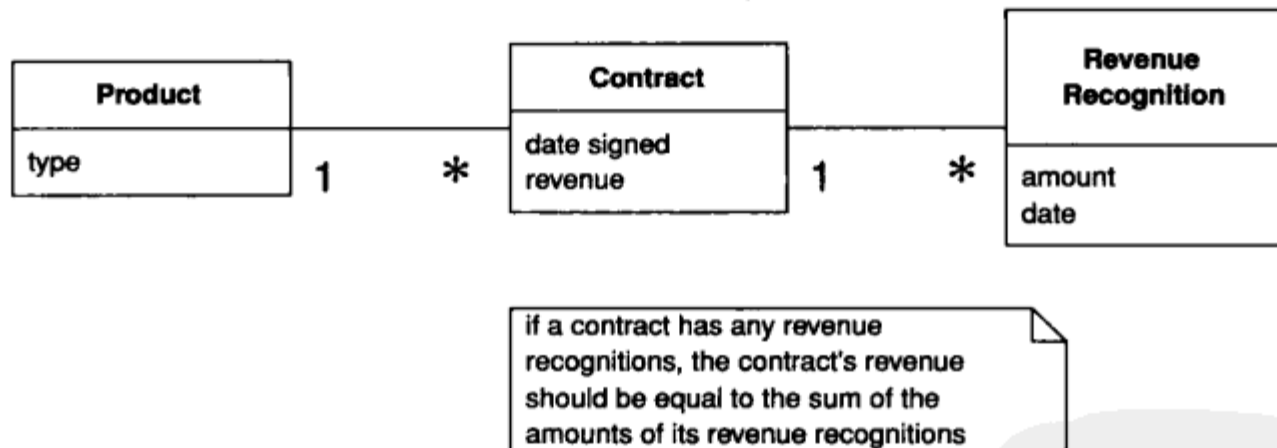 Product
type
1
*
Contract
date signed
revenue
1
*
Revenue
Recognition
amount
date
if a contract has any revenue
recognitions, the contract's revenue
should be equal to the sum of the
amounts of its revenue recognitions